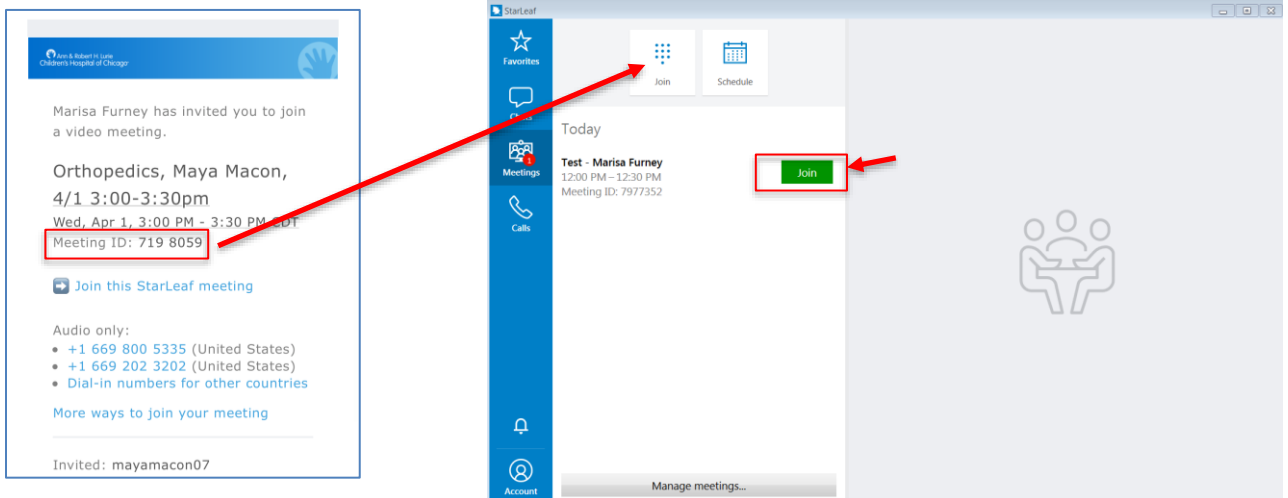 Ann & Robert H. Lurie
Children's Hospital of Chicago
Marisa Furney has invited you to join
a video meeting.
Orthopedics, Maya Macon,
4/1 3:00-3:30pm
Wed, Apr 1, 3:00 PM - 3:30 PM CDT
Meeting ID: 719 8059
Join this StarLeaf meeting
Audio only:
• +1 669 800 5335 (United States)
• +1 669 202 3202 (United States)
• Dial-in numbers for other countries
More ways to join your meeting
Invited: mayamacon07
StarLeaf
Favorites
Meetings
1
Calls
Account
Join
Schedule
Today
Test - Marisa Furney
12:00 PM – 12:30 PM
Meeting ID: 7977352
Join
Manage meetings...